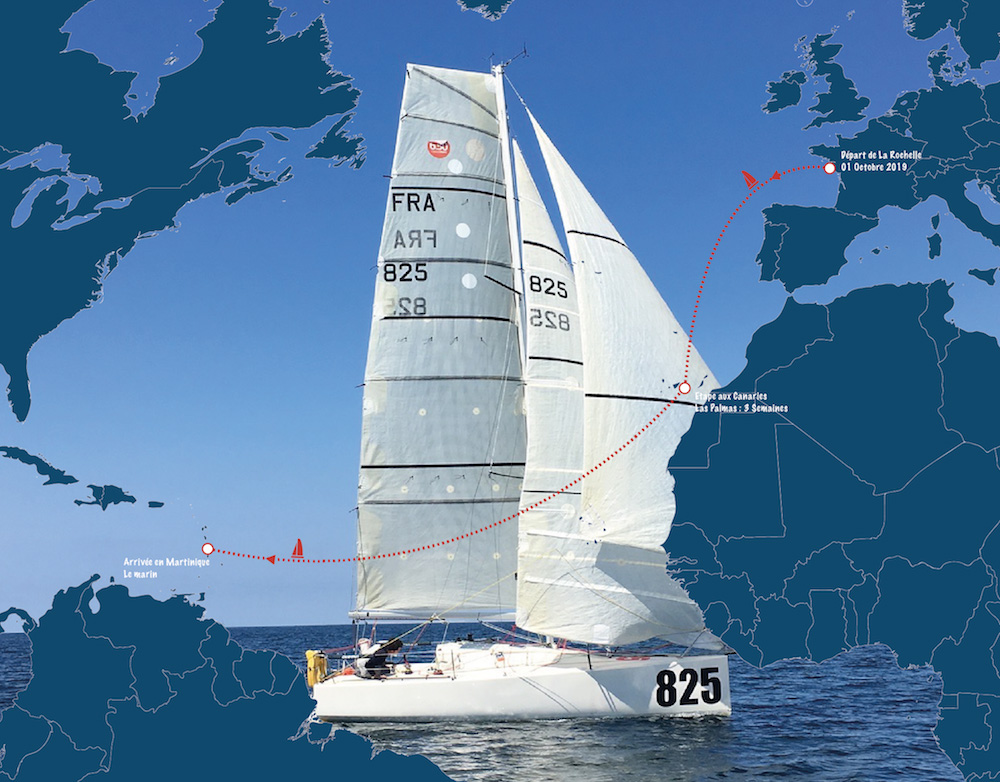 FRA
FRA
825
825
825
825
825
Départ de La Rochelle
01 Octobre 2019
Etape aux Canaries
Las Palmas : 3 Semaines
Arrivée en Martinique
Le marin